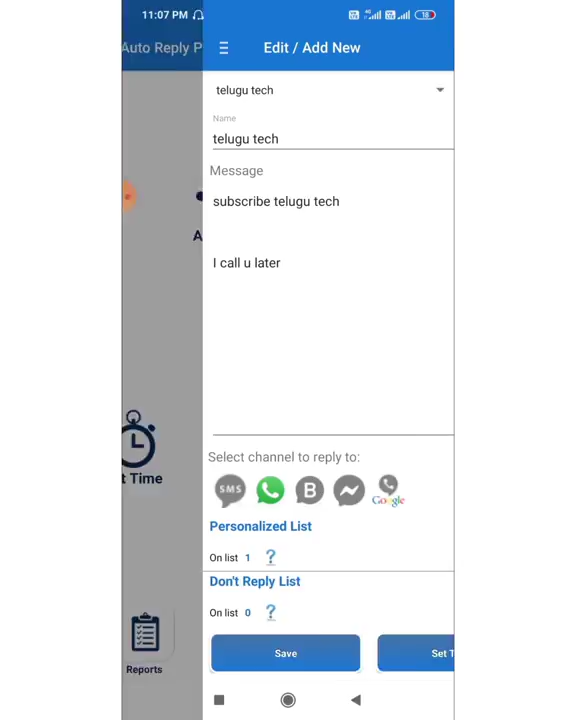 11:07 PM
4G
18
Auto Reply P
Edit / Add New
telugu tech
Name
telugu tech
Message
subscribe telugu tech
I call u later
Select channel to reply to:
SMS
B
Google
Personalized List
On list 1 ?
Don't Reply List
On list 0 ?
Save
Set T
A
t Time
Reports